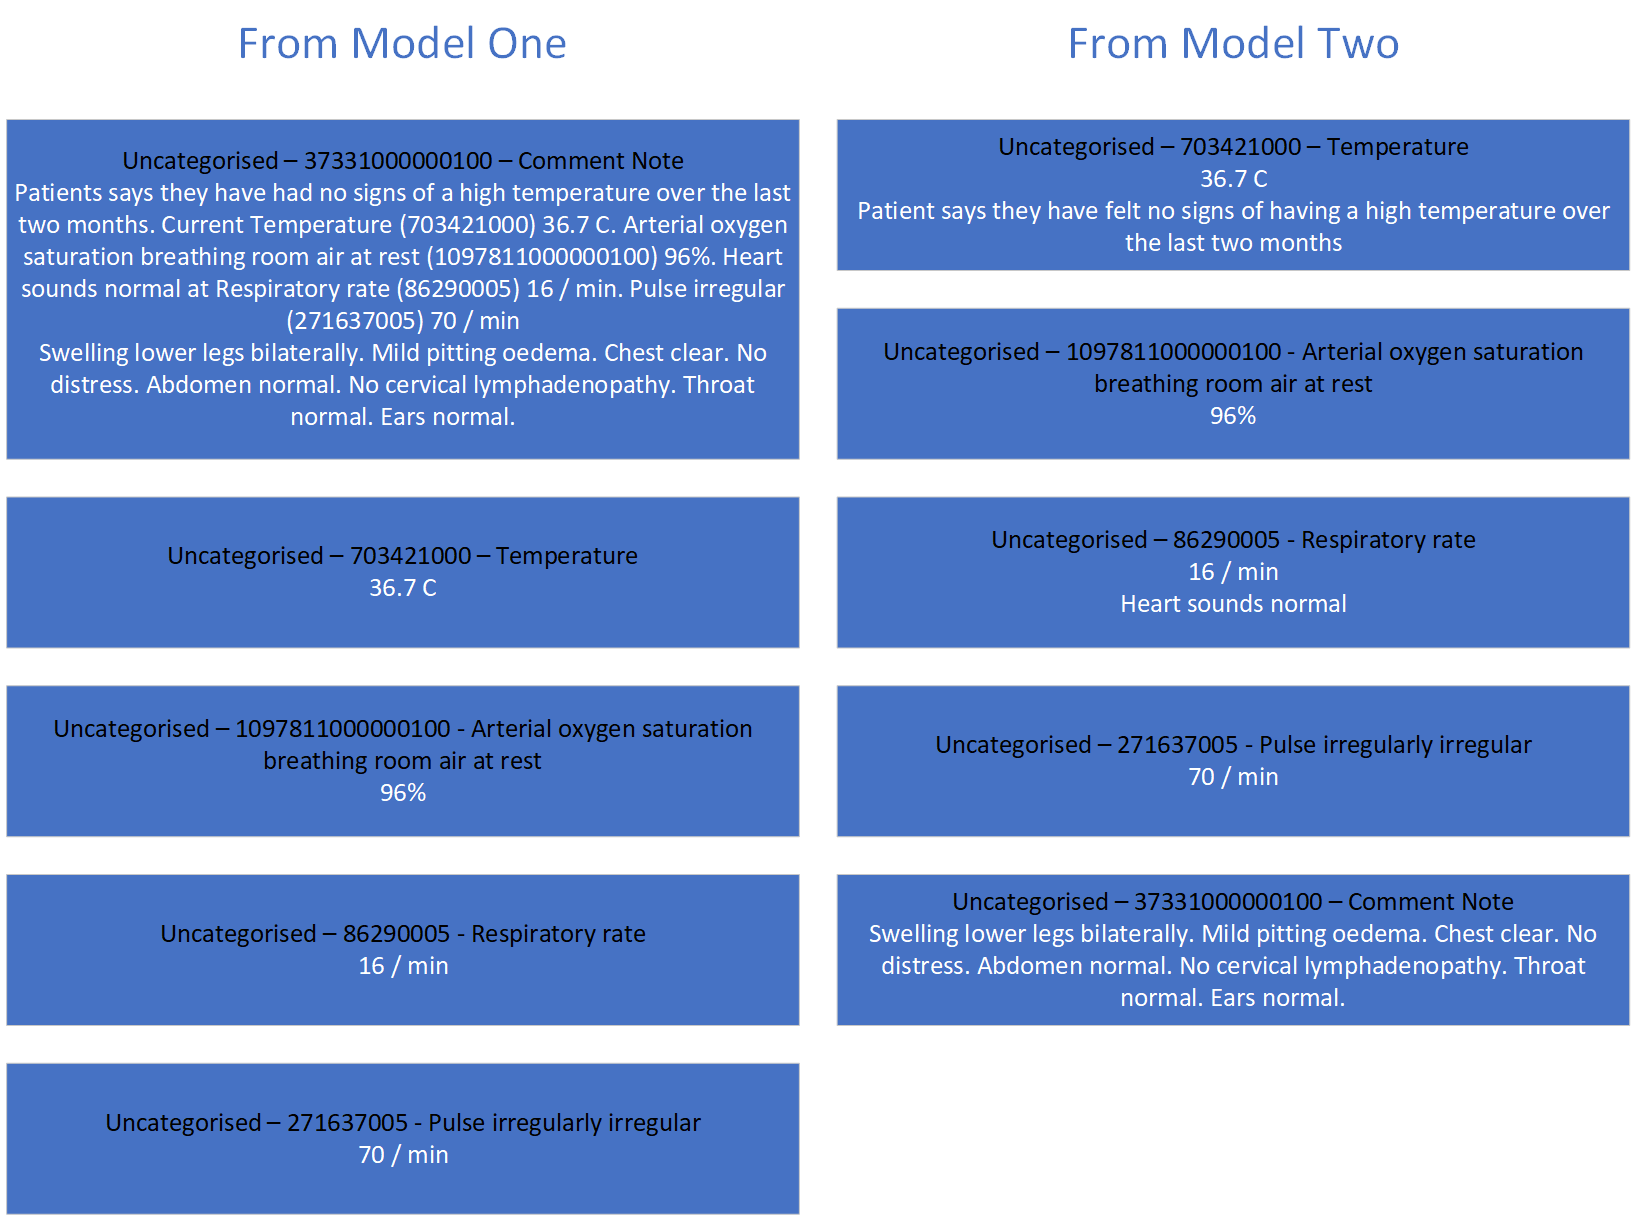 From Model One
Uncategorised – 37331000000100 – Comment Note
Patients says they have had no signs of a high temperature over the last
two months. Current Temperature (703421000) 36.7 C. Arterial oxygen
saturation breathing room air at rest (1097811000000100) 96%. Heart
sounds normal at Respiratory rate (86290005) 16 / min. Pulse irregular
(271637005) 70 / min
Swelling lower legs bilaterally. Mild pitting oedema. Chest clear. No
distress. Abdomen normal. No cervical lymphadenopathy. Throat
normal. Ears normal.
Uncategorised – 703421000 – Temperature
36.7 C
Uncategorised – 1097811000000100 - Arterial oxygen saturation
breathing room air at rest
96%
Uncategorised – 86290005 - Respiratory rate
16 / min
Uncategorised – 271637005 - Pulse irregularly irregular
70 / min
From Model Two
Uncategorised – 703421000 – Temperature
36.7 C
Patient says they have felt no signs of having a high temperature over
the last two months
Uncategorised – 1097811000000100 - Arterial oxygen saturation
breathing room air at rest
96%
Uncategorised – 86290005 - Respiratory rate
16 / min
Heart sounds normal
Uncategorised – 271637005 - Pulse irregularly irregular
70 / min
Uncategorised – 37331000000100 – Comment Note
Swelling lower legs bilaterally. Mild pitting oedema. Chest clear. No
distress. Abdomen normal. No cervical lymphadenopathy. Throat
normal. Ears normal.